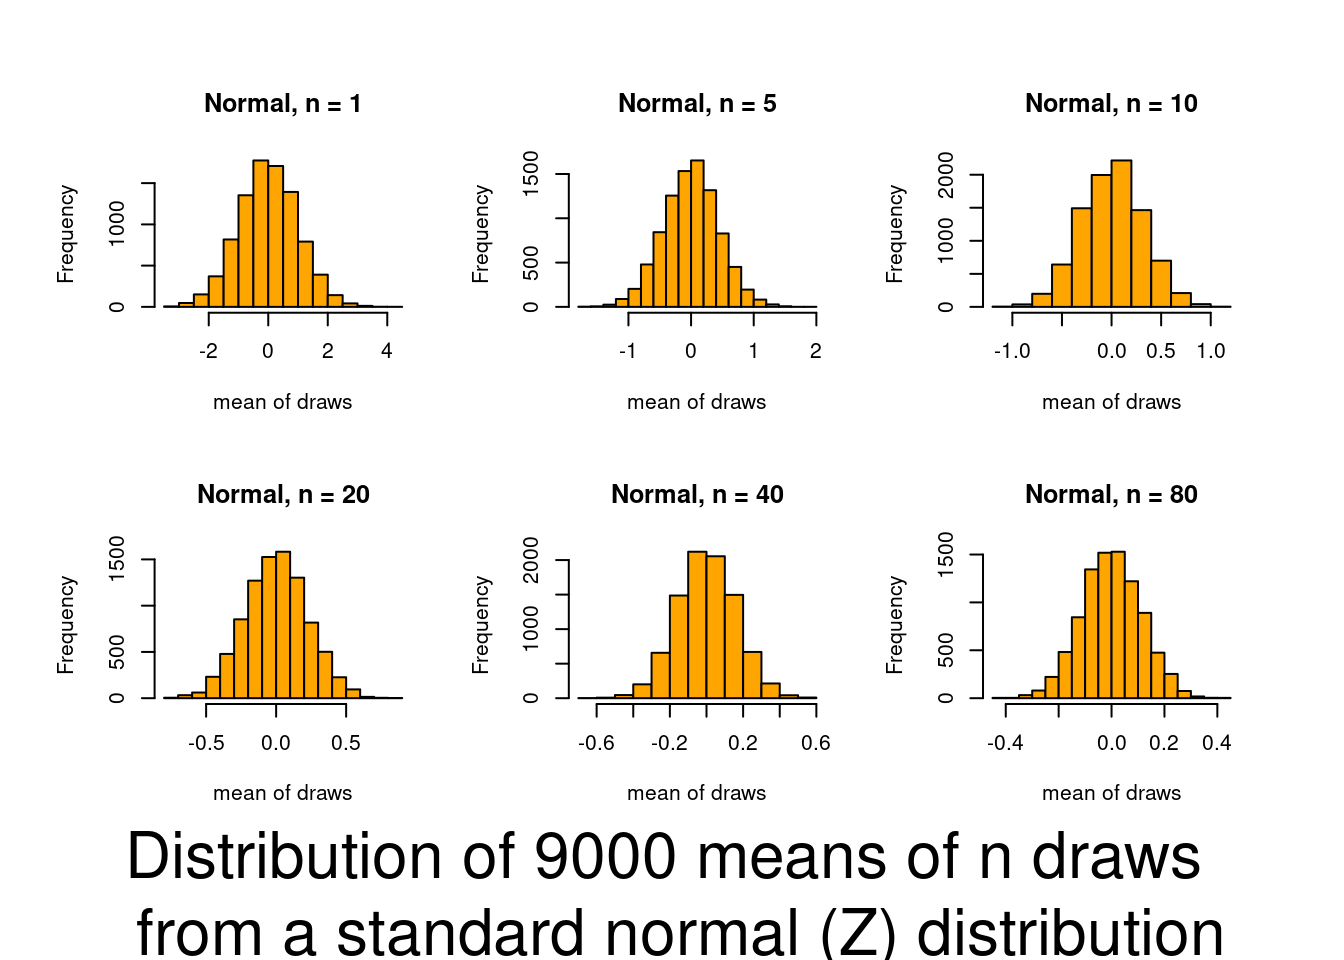 Normal, n = 1
Frequency
0
1000
-2 0 2 4
mean of draws
Normal, n = 5
Frequency
0
500
1500
-1 0 1 2
mean of draws
Normal, n = 10
Frequency
0
1000
2000
-1.0 0.0 0.5 1.0
mean of draws
Normal, n = 20
Frequency
0
500
1500
-0.5 0.0 0.5
mean of draws
Normal, n = 40
Frequency
0
1000
2000
-0.6 -0.2 0.2 0.6
mean of draws
Normal, n = 80
Frequency
0
500
1500
-0.4 0.0 0.2 0.4
mean of draws
Distribution of 9000 means of n draws
from a standard normal (Z) distribution